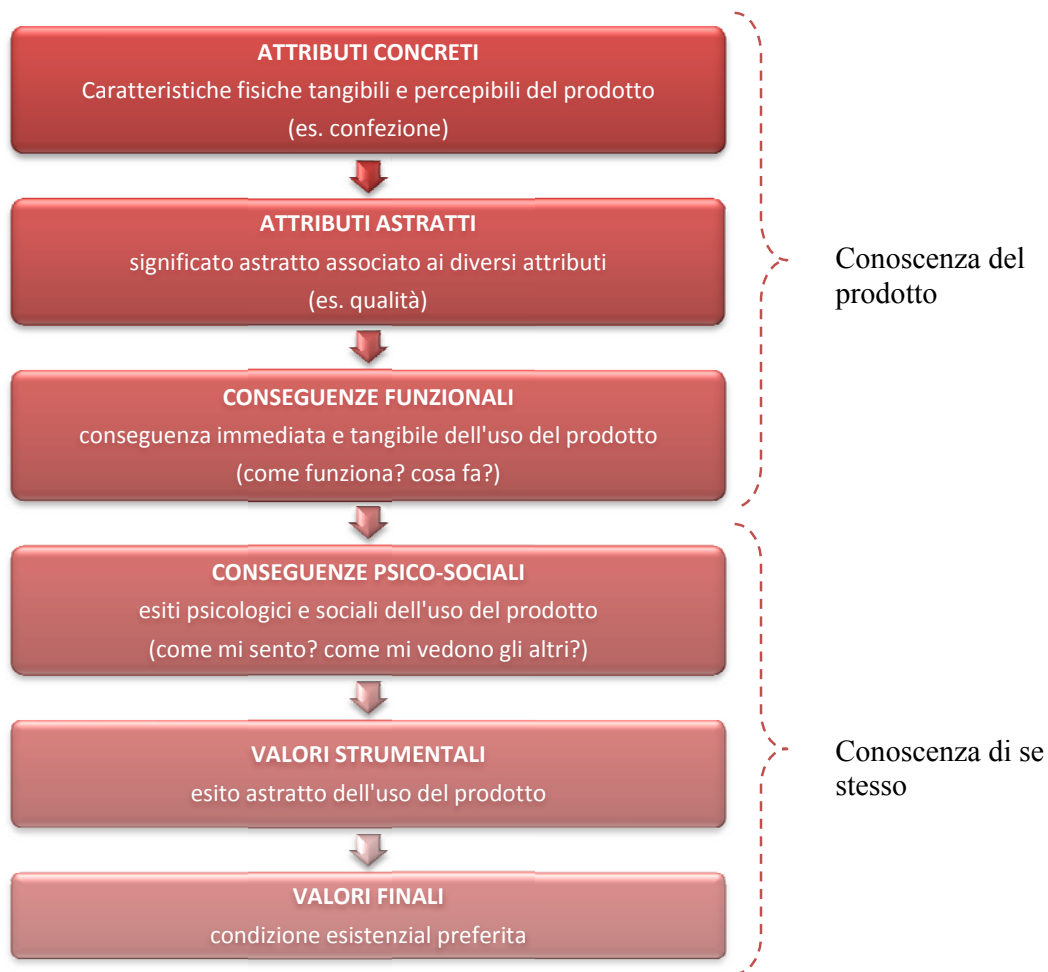 ATTRIBUTI CONCRETI
Caratteristiche fisiche tangibili e percepibili del prodotto
(es. confezione)
ATTRIBUTI ASTRATTI
significato astratto associato ai diversi attributi
(es. qualità)
CONSEGUENZE FUNZIONALI
conseguenza immediata e tangibile dell'uso del prodotto
(come funziona? cosa fa?)
Conoscenza del
prodotto
CONSEGUENZE PSICO-SOCIALI
esiti psicologici e sociali dell'uso del prodotto
(come mi sento? come mi vedono gli altri?)
VALORI STRUMENTALI
esito astratto dell'uso del prodotto
VALORI FINALI
condizione esistenzial preferita
Conoscenza di se
stesso